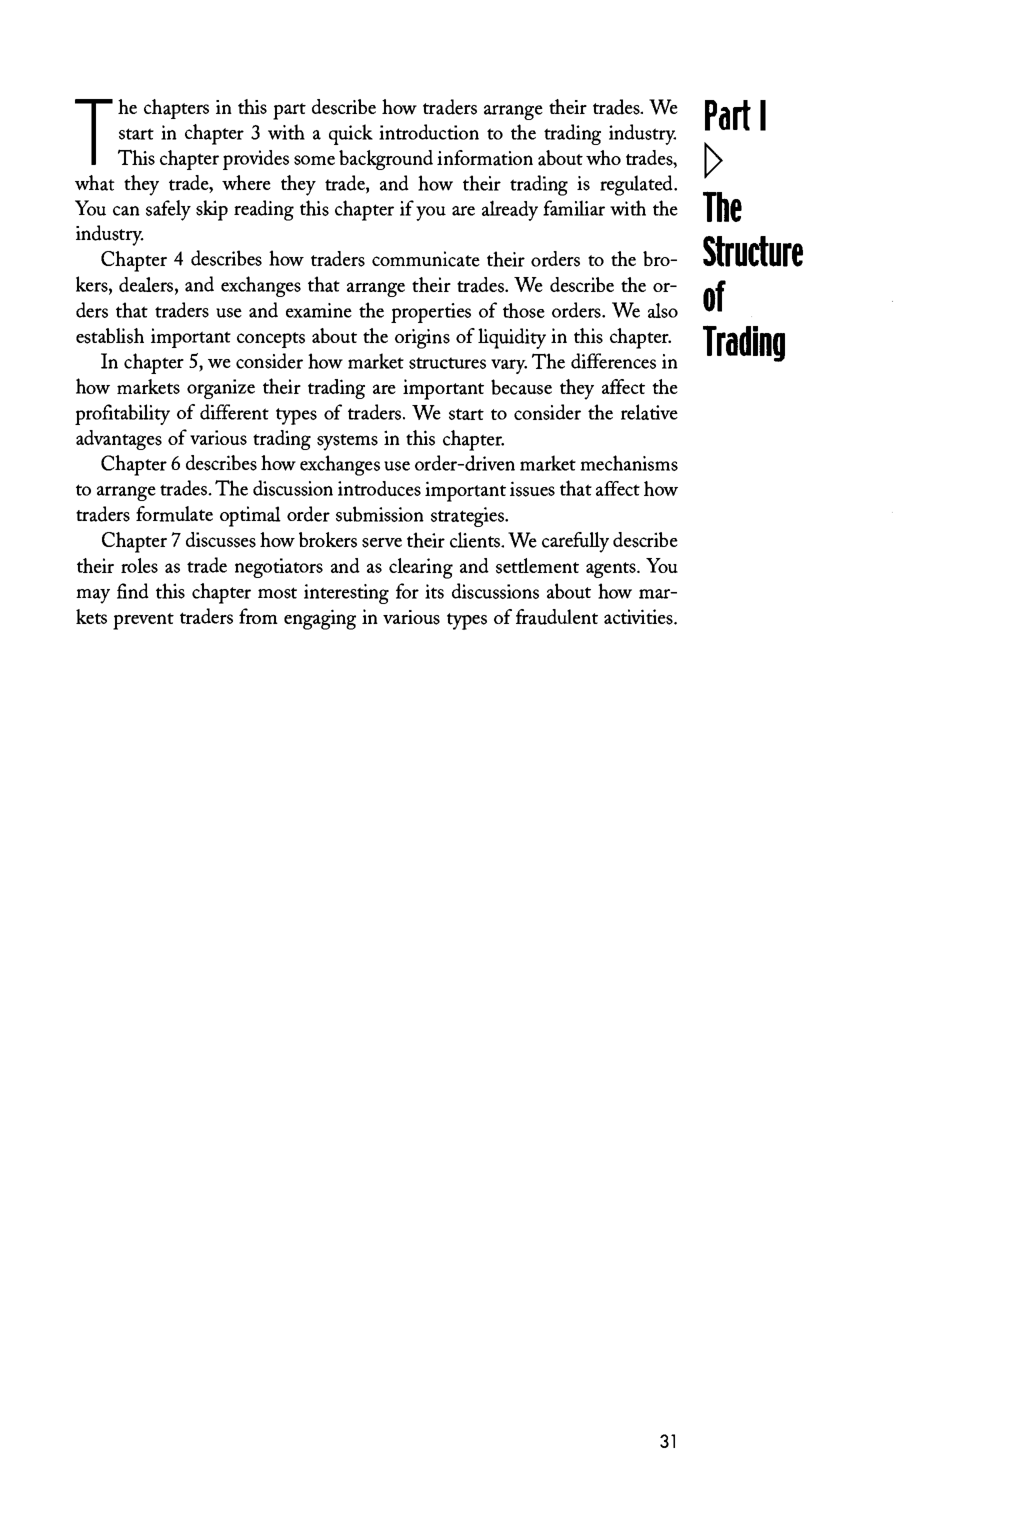 The chapters in this part describe how traders arrange their trades. We
start in chapter 3 with a quick introduction to the trading industry.
This chapter provides some background information about who trades,
what they trade, where they trade, and how their trading is regulated.
You can safely skip reading this chapter if you are already familiar with the
industry.
Chapter 4 describes how traders communicate their orders to the bro-
kers, dealers, and exchanges that arrange their trades. We describe the or-
ders that traders use and examine the properties of those orders. We also
establish important concepts about the origins of liquidity in this chapter.
In chapter 5, we consider how market structures vary. The differences in
how markets organize their trading are important because they affect the
profitability of different types of traders. We start to consider the relative
advantages of various trading systems in this chapter.
Chapter 6 describes how exchanges use order-driven market mechanisms
to arrange trades. The discussion introduces important issues that affect how
traders formulate optimal order submission strategies.
Chapter 7 discusses how brokers serve their clients. We carefully describe
their roles as trade negotiators and as clearing and settlement agents. You
may find this chapter most interesting for its discussions about how mar-
kets prevent traders from engaging in various types of fraudulent activities.
Part I
▷
The
Structure
of
Trading
31